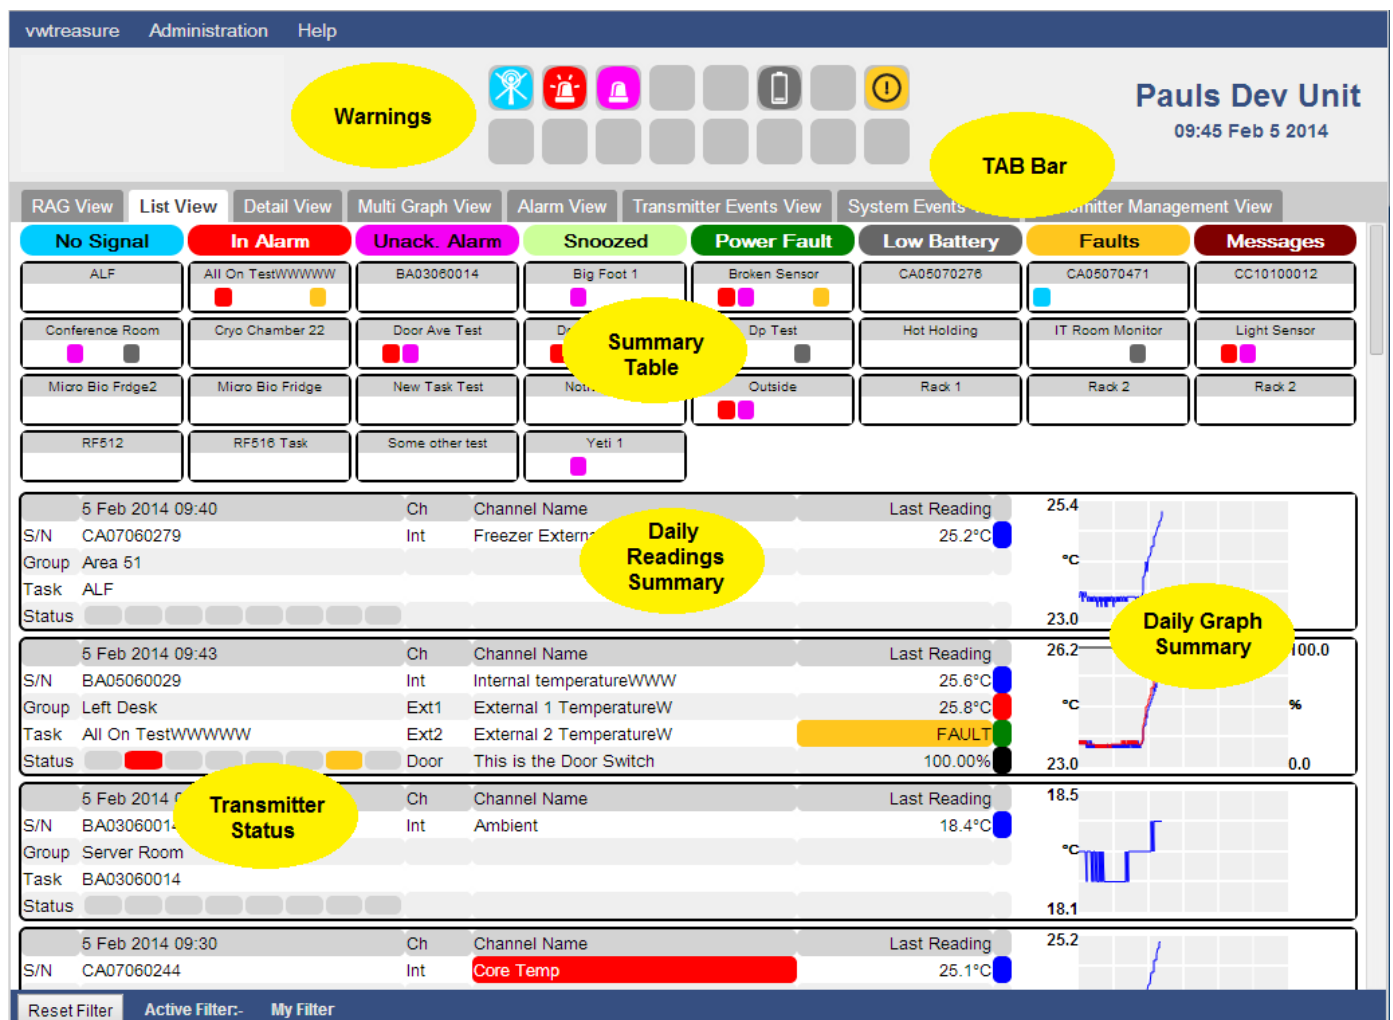 vwtreasure Administration Help
Warnings
Pauls Dev Unit
09:45 Feb 5 2014
TAB Bar
RAG View List View Detail View Multi Graph View Alarm View Transmitter Events View System Events Management View
No Signal In Alarm Unack. Alarm Snoozed Power Fault Low Battery Faults Messages
ALF All On TestWWWWW BA03060014 Big Foot 1 Broken Sensor CA05070276 CA05070471 CC10100012
Conference Room Cryo Chamber 22 Door Ave Test Dp Test Hot Holding IT Room Monitor Light Sensor
Summary
Table
Micro Bio Frdge2 Micro Bio Fridge New Task Test Outside Rack 1 Rack 2 Rack 2
RF512 RF516 Task Some other test Yeti 1
5 Feb 2014 09:40 Ch Channel Name Last Reading 25.4
S/N CA07060279 Int Freezer 25.2°C
Daily
Readings
Summary
Group Area 51 °C
Task ALF
Status 23.0
Daily Graph
Summary
5 Feb 2014 09:43 Ch Channel Name Last Reading 26.2 100.0
S/N BA05060029 Int Internal temperatureWWW 25.6°C
Group Left Desk Ext1 External 1 TemperatureW 25.8°C °C %
Task All On TestWWWWW Ext2 External 2 TemperatureW FAULT
Status Door This is the Door Switch 100.00% 23.0 0.0
5 Feb 2014 Ch Channel Name Last Reading 18.5
Transmitter
Status
S/N BA03060014 Int Ambient 18.4°C
Group Server Room °C
Task BA03060014
Status 18.1
5 Feb 2014 09:30 Ch Channel Name Last Reading 25.2
S/N CA07060244 Int Core Temp 25.1°C
Reset Filter Active Filter:- My Filter